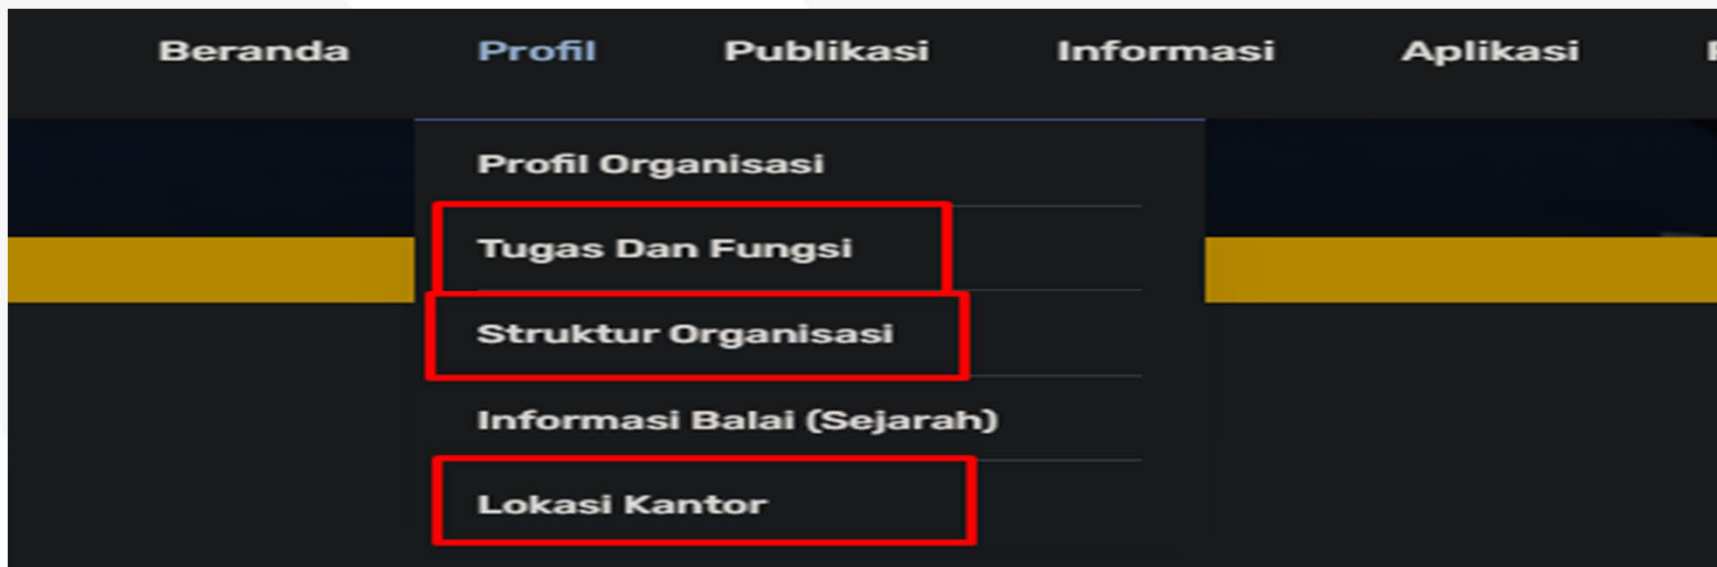 Beranda Profil Publikasi Informasi Aplikasi
Profil Organisasi
Tugas Dan Fungsi
Struktur Organisasi
Informasi Balai (Sejarah)
Lokasi Kantor